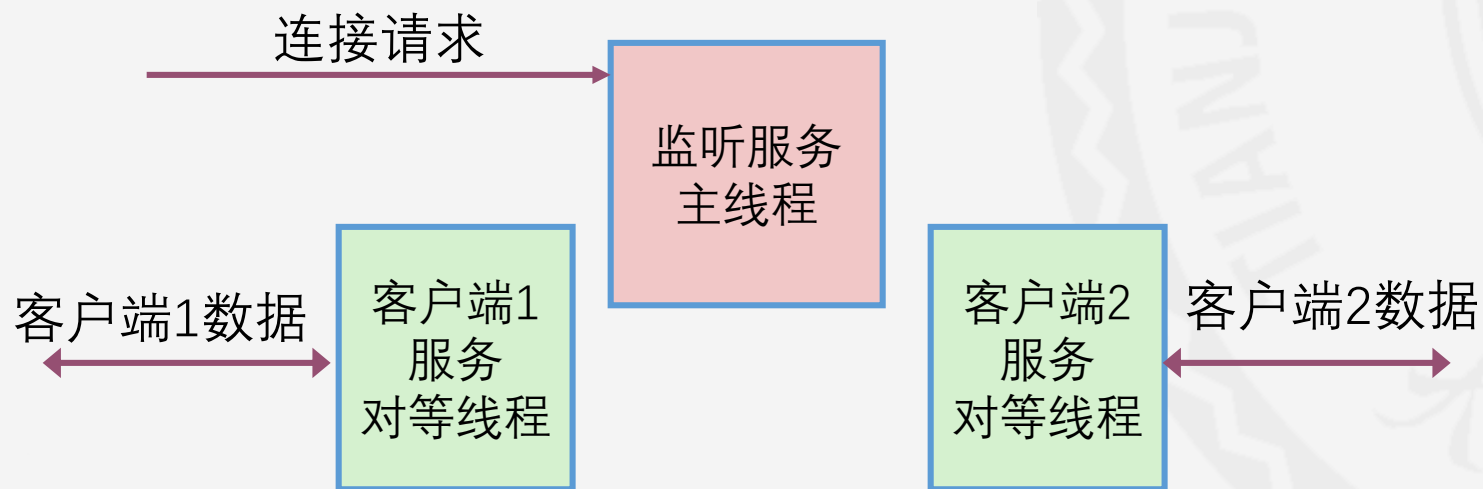 连接请求
监听服务
主线程
客户端1数据
客户端1
服务
对等线程
客户端2
服务
对等线程
客户端2数据
TIANJ